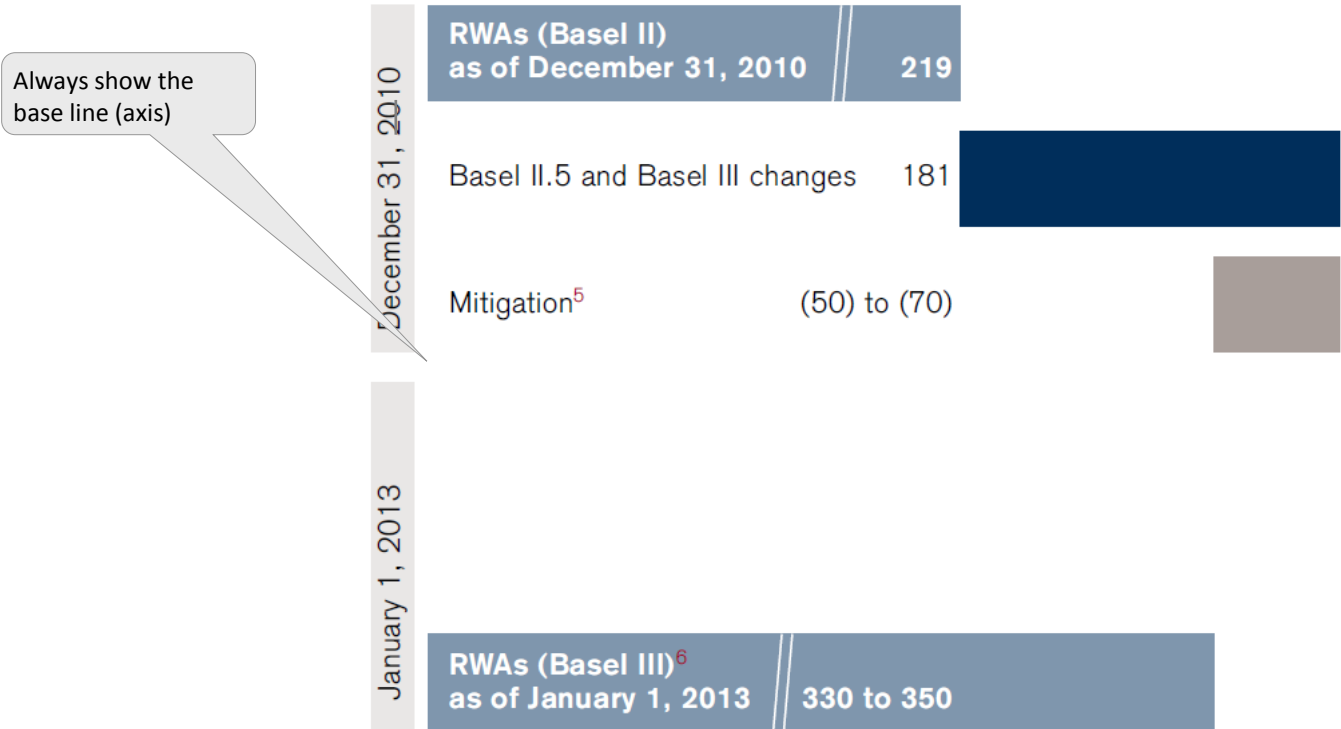 Always show the
base line (axis)
December 31, 2010
RWAs (Basel II)
as of December 31, 2010 219
Basel II.5 and Basel III changes 181
Mitigation5 (50) to (70)
January 1, 2013
RWAs (Basel III)6
as of January 1, 2013 330 to 350